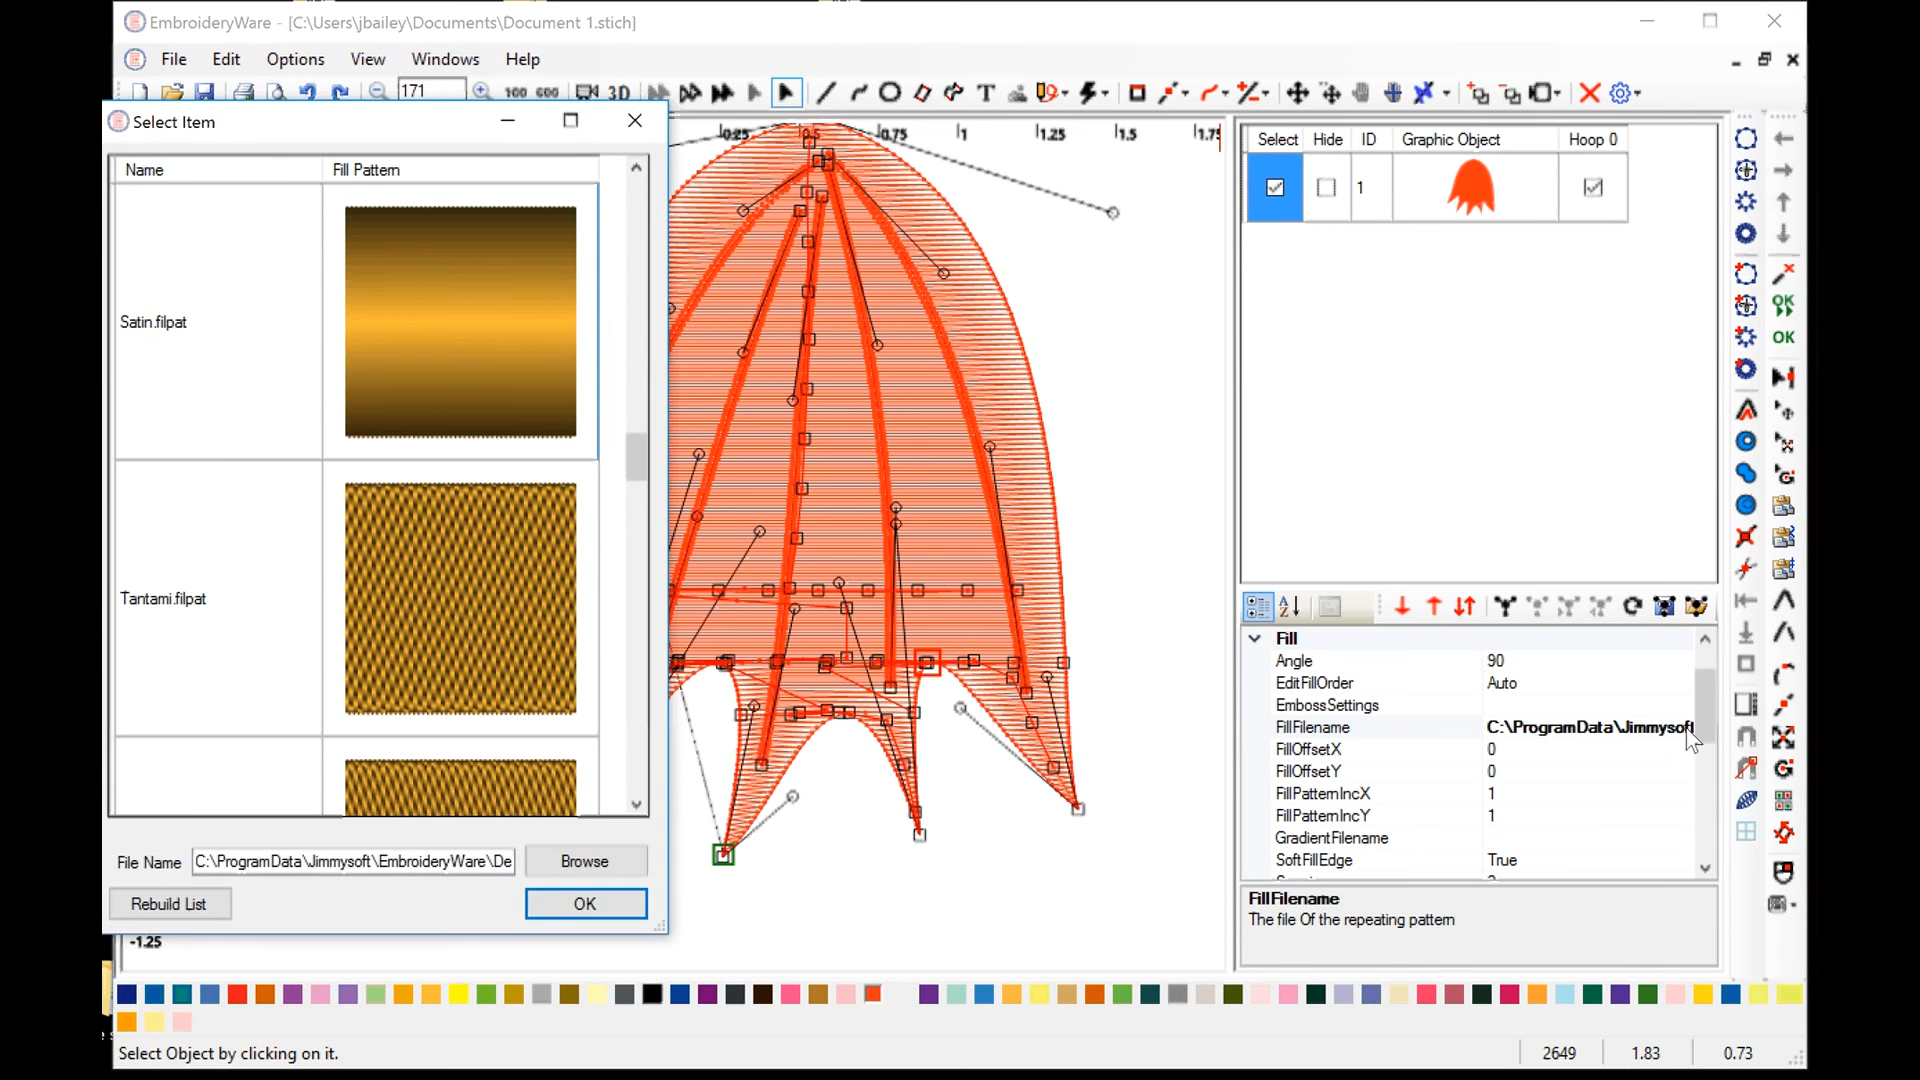 EmbroideryWare - [C:\Users\jbailey\Documents\Document 1.stich]
File Edit Options View Windows Help
171 100 600 3D T
Select Item
0.25 0.5 0.75 1 1.25 1.5 1.75
Select Hide ID Graphic Object Hoop 0
1
Name Fill Pattern
Satin.filpat
Tantami.filpat
OK
OK
Fill
Angle 90
EditFillOrder Auto
EmbossSettings
FillFilename C:\ProgramData\Jimmysoft
FillOffsetX 0
FillOffsetY 0
FillPatternIncX 1
FillPatternIncY 1
GradientFilename
SoftFillEdge True
File Name C:\ProgramData\Jimmysoft\EmbroideryWare\De Browse
Rebuild List OK
FillFilename
The file Of the repeating pattern
-1.25
Select Object by clicking on it.
2649 1.83 0.73